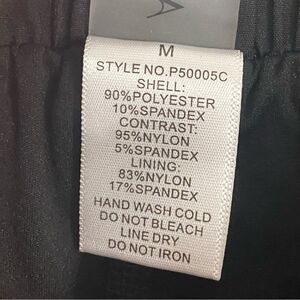 M
STYLE NO.P50005C
SHELL:
90%POLYESTER
10%SPANDEX
CONTRAST:
95%NYLON
5%SPANDEX
LINING:
83%NYLON
17%SPANDEX
HAND WASH COLD
DO NOT BLEACH
LINE DRY
DO NOT IRON